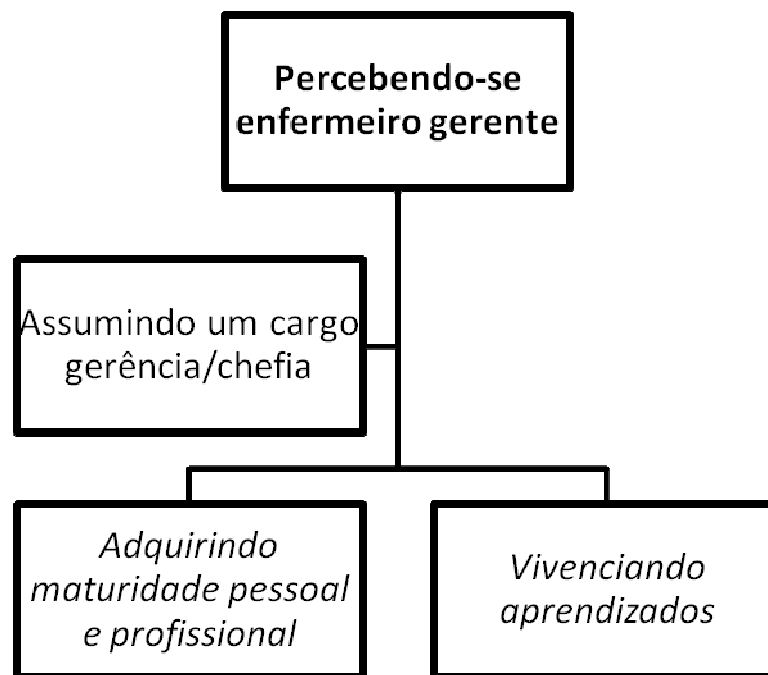 Percebendo-se
enfermeiro gerente
Assumindo um cargo
gerência/chefia
Adquirindo
maturidade pessoal
e profissional
Vivenciando
aprendizados